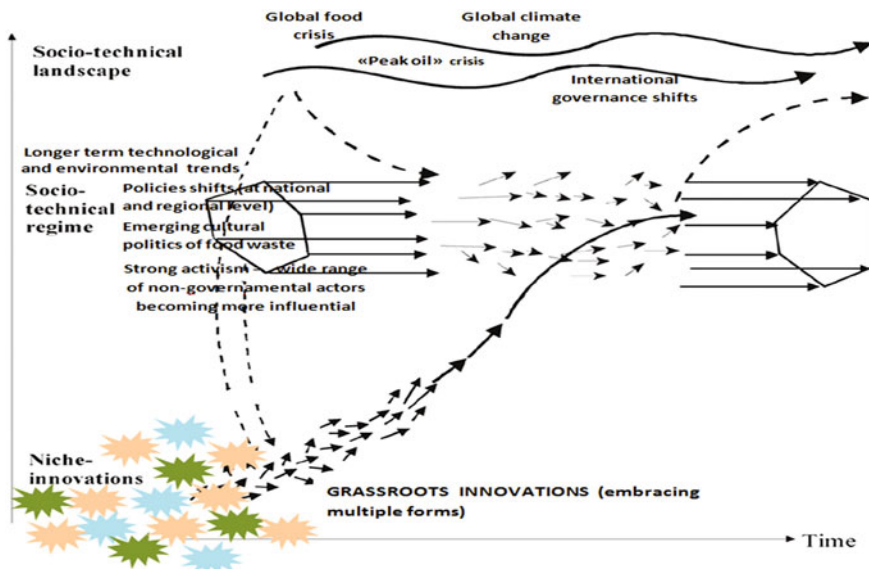 Global food
crisis
Global climate
change
Socio-technical
landscape
«Peak oil» crisis
International
governance shifts
Longer term technological
and environmental trends
Socio-
technical
regime
Policies shifts (at national
and regional level)
Emerging cultural
politics of food waste
Strong activism – wide range
of non-governamental actors
becoming more influential
Niche-
innovations
GRASSROOTS INNOVATIONS (embracing
multiple forms)
Time